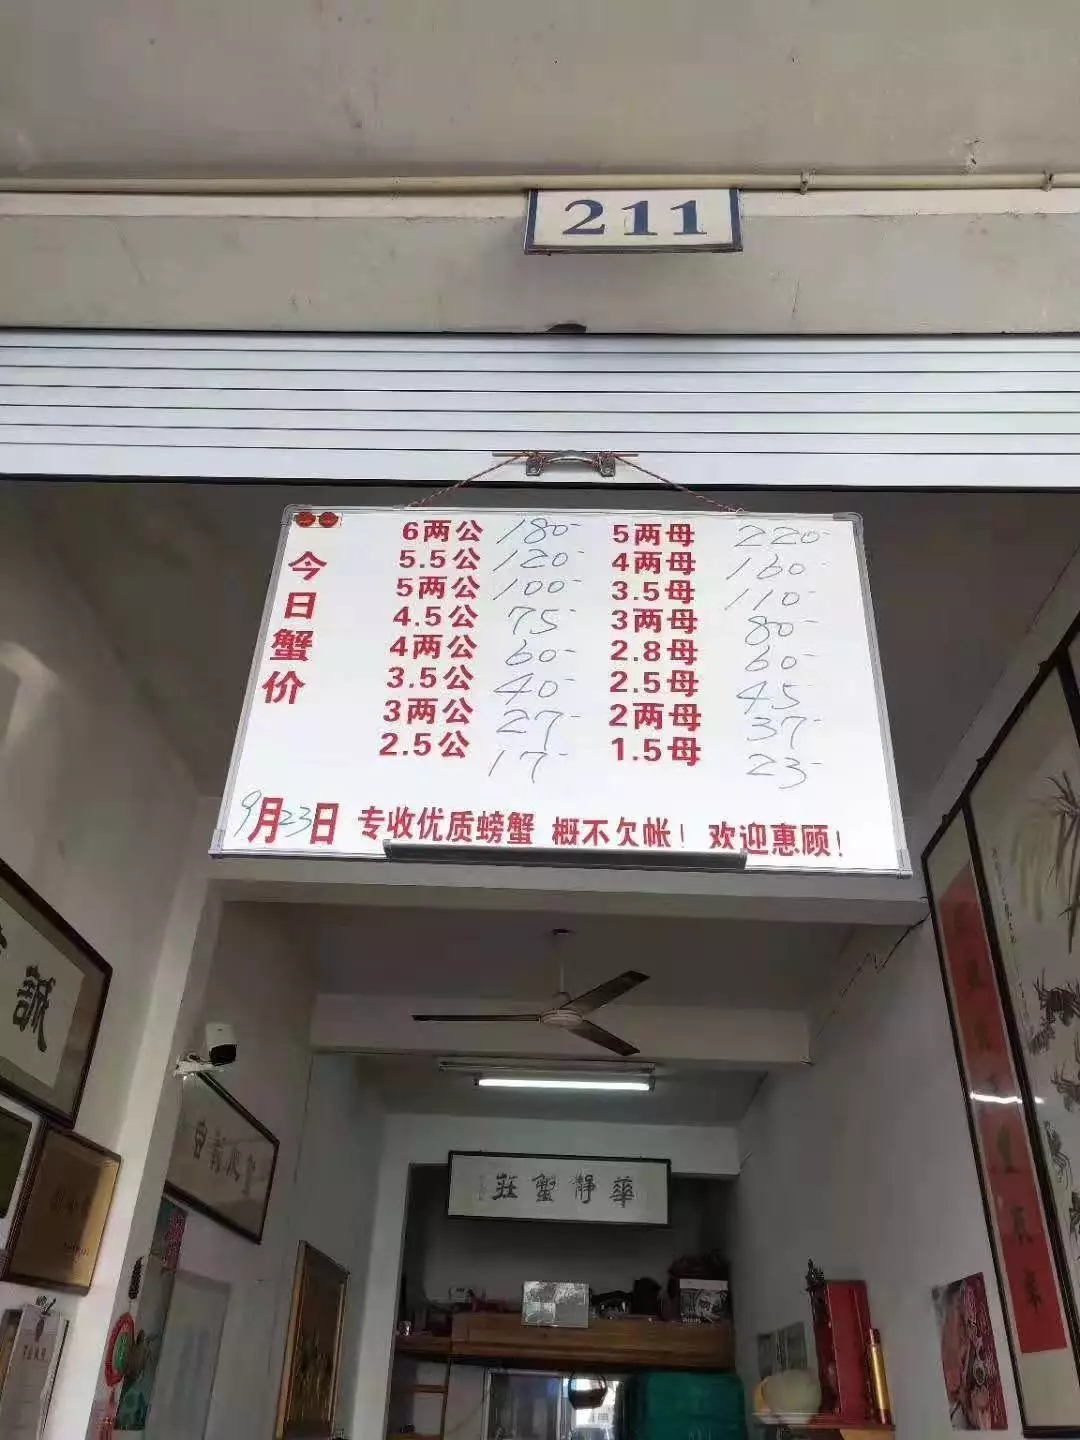 211
今日蟹价
6两公 180-
5.5公 120-
5两公 100-
4.5公 75-
4两公 60-
3.5公 40-
3两公 27-
2.5公 17-
5两母 220-
4两母 160-
3.5母 110-
3两母 80-
2.8母 60-
2.5母 45-
2两母 37-
1.5母 23-
9月23日 专收优质螃蟹 概不欠帐！ 欢迎惠顾！
誠
莊蟹靜華